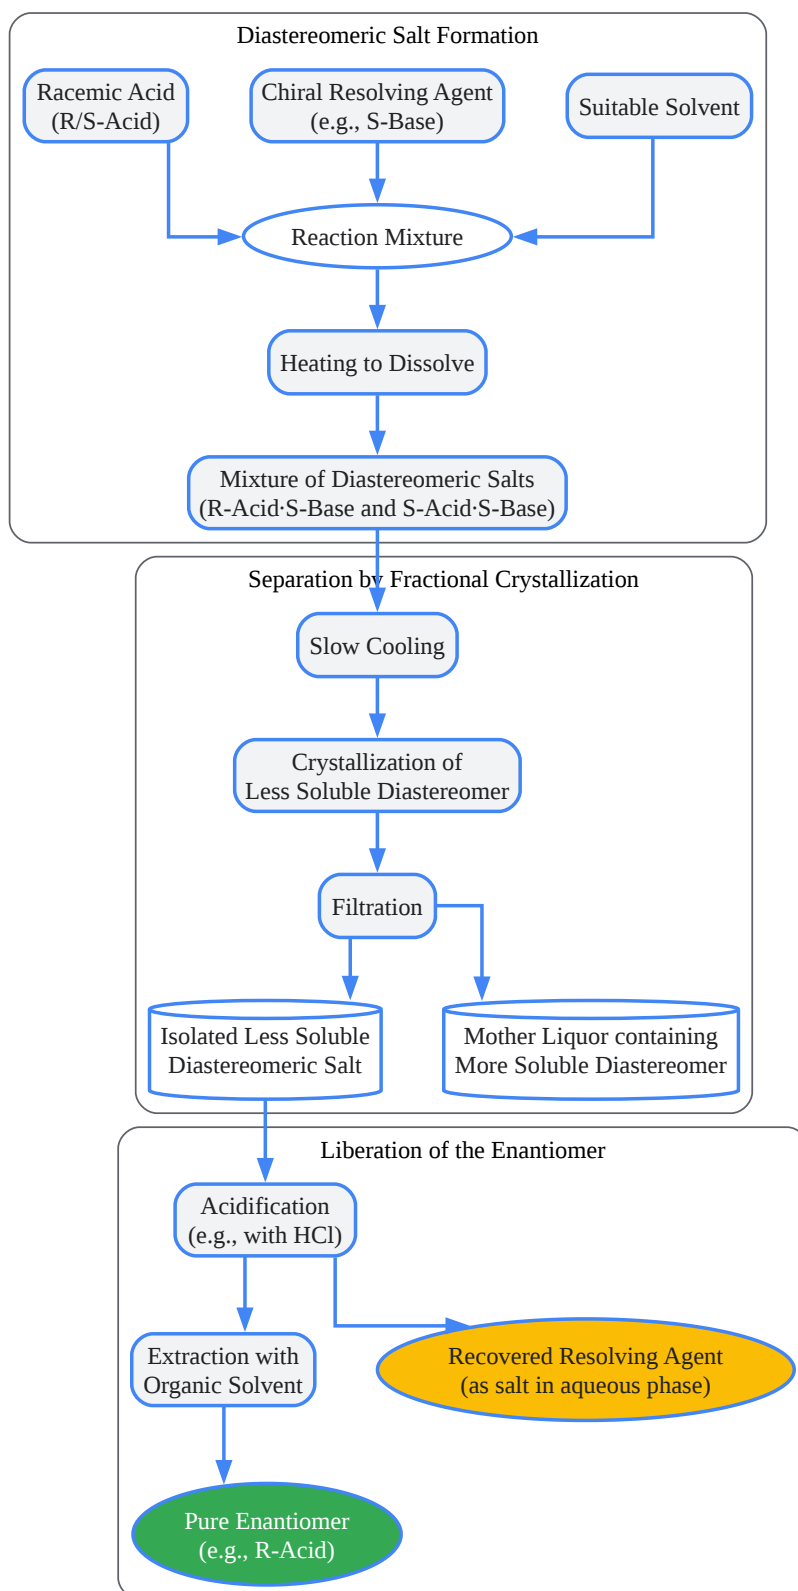 Diastereomeric Salt Formation
Racemic Acid
(R/S-Acid)
Chiral Resolving Agent
(e.g., S-Base)
Suitable Solvent
Reaction Mixture
Heating to Dissolve
Mixture of Diastereomeric Salts
(R-Acid·S-Base and S-Acid·S-Base)
Separation by Fractional Crystallization
Slow Cooling
Crystallization of
Less Soluble Diastereomer
Filtration
Isolated Less Soluble
Diastereomeric Salt
Mother Liquor containing
More Soluble Diastereomer
Liberation of the Enantiomer
Acidification
(e.g., with HCl)
Extraction with
Organic Solvent
Recovered Resolving Agent
(as salt in aqueous phase)
Pure Enantiomer
(e.g., R-Acid)